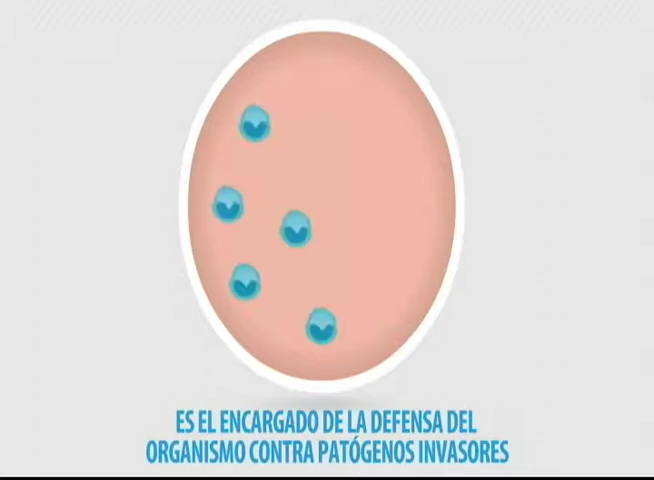 ES EL ENCARGADO DE LA DEFENSA DEL
ORGANISMO CONTRA PATÓGENOS INVASORES